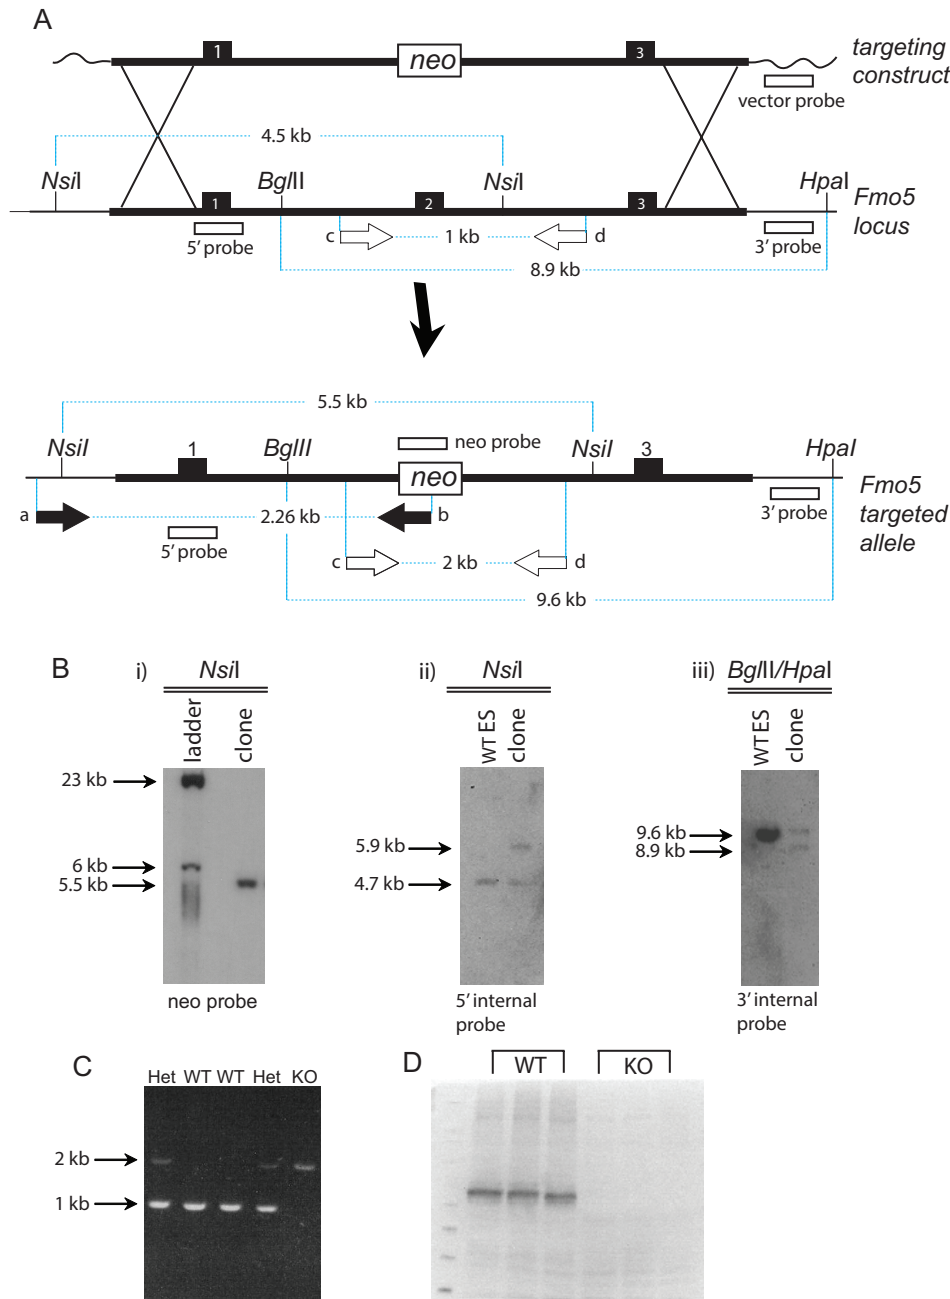 A
1
neo
3
targeting
construct
vector probe
4.5 kb
NsiI
BglII
NsiI
HpaI
1
2
3
Fmo5
locus
5' probe
c
1 kb
d
3' probe
8.9 kb
5.5 kb
NsiI
1
BglII
neo probe
NsiI
3
HpaI
neo
a
2.26 kb
b
5' probe
3' probe
Fmo5
targeted
allele
c
2 kb
d
9.6 kb
B
i)
NsiI
ladder
clone
23 kb
6 kb
5.5 kb
neo probe
ii)
NsiI
WT ES
clone
5.9 kb
4.7 kb
5' internal
probe
iii)
BglII/HpaI
WT ES
clone
9.6 kb
8.9 kb
3' internal
probe
C
Het WT WT Het KO
2 kb
1 kb
D
WT
KO